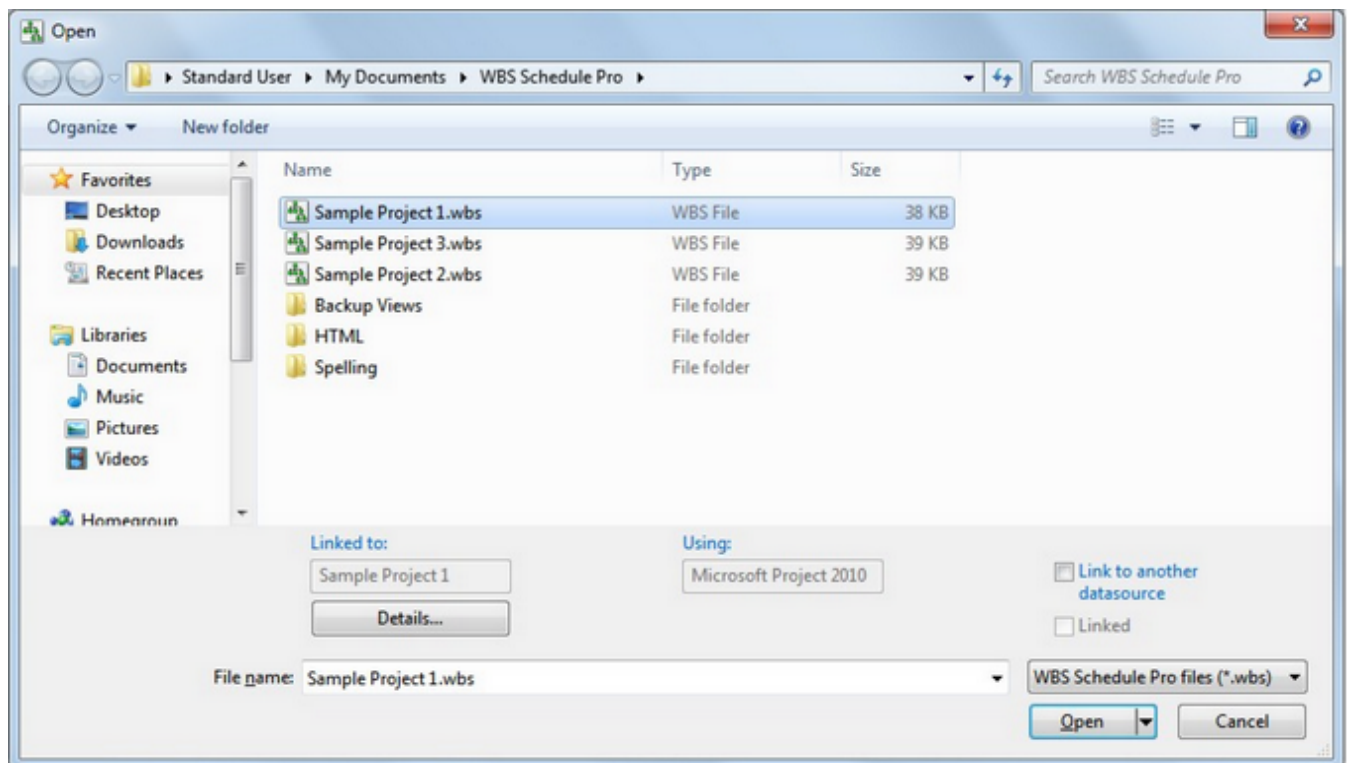 Open
Standard User ▸ My Documents ▸ WBS Schedule Pro ▸
Search WBS Schedule Pro
Organize New folder
Favorites
Desktop
Downloads
Recent Places
Libraries
Documents
Music
Pictures
Videos
Homegroup
Name Type Size
Sample Project 1.wbs WBS File 38 KB
Sample Project 3.wbs WBS File 39 KB
Sample Project 2.wbs WBS File 39 KB
Backup Views File folder
HTML File folder
Spelling File folder
Linked to: Using:
Sample Project 1 Microsoft Project 2010
Details...
Link to another
datasource
Linked
File name: Sample Project 1.wbs WBS Schedule Pro files (*.wbs)
Open Cancel